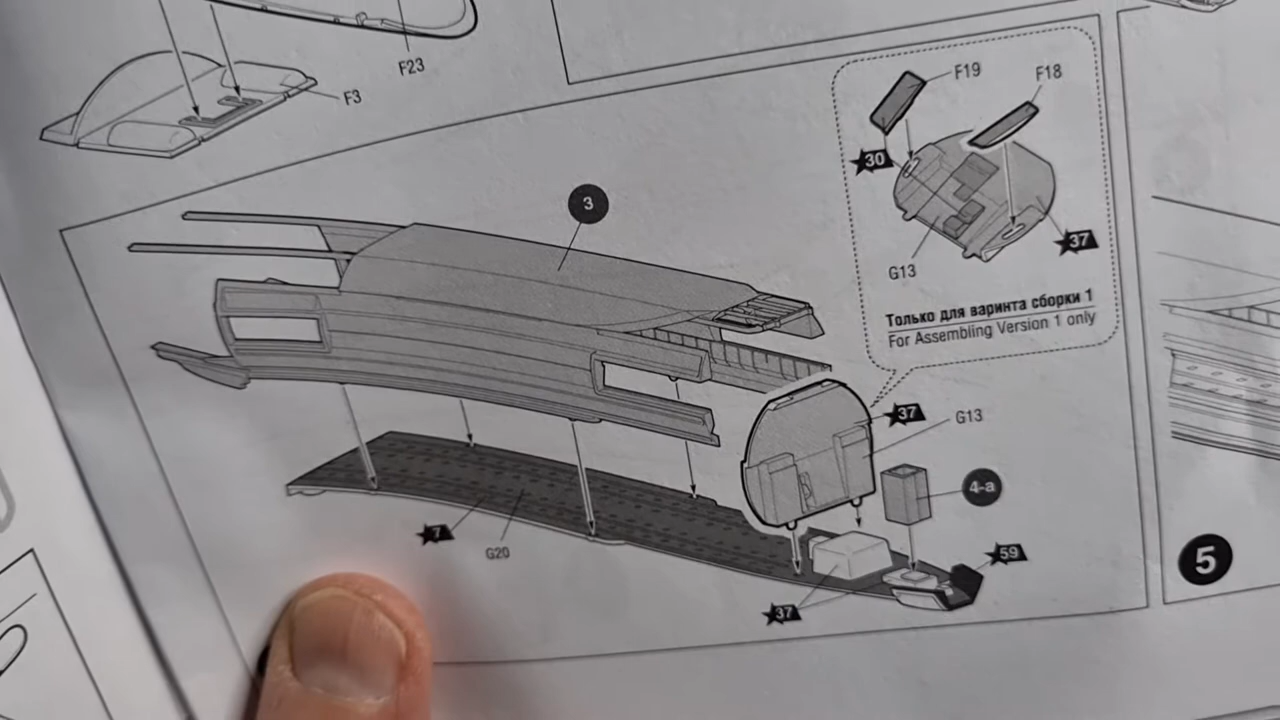 F23
F3
F19
F18
30
37
G13
Только для варинта сборки 1
For Assembling Version 1 only
3
37
G13
4-a
7
G20
59
37
5